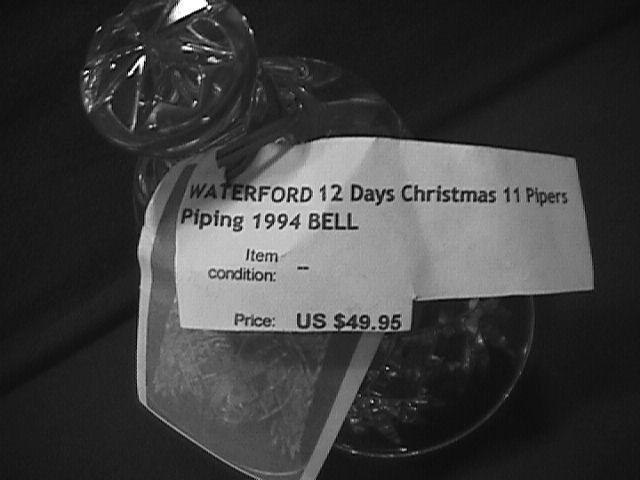 WATERFORD 12 Days Christmas 11 Pipers
Piping 1994 BELL
Item
condition: --
Price: US $49.95